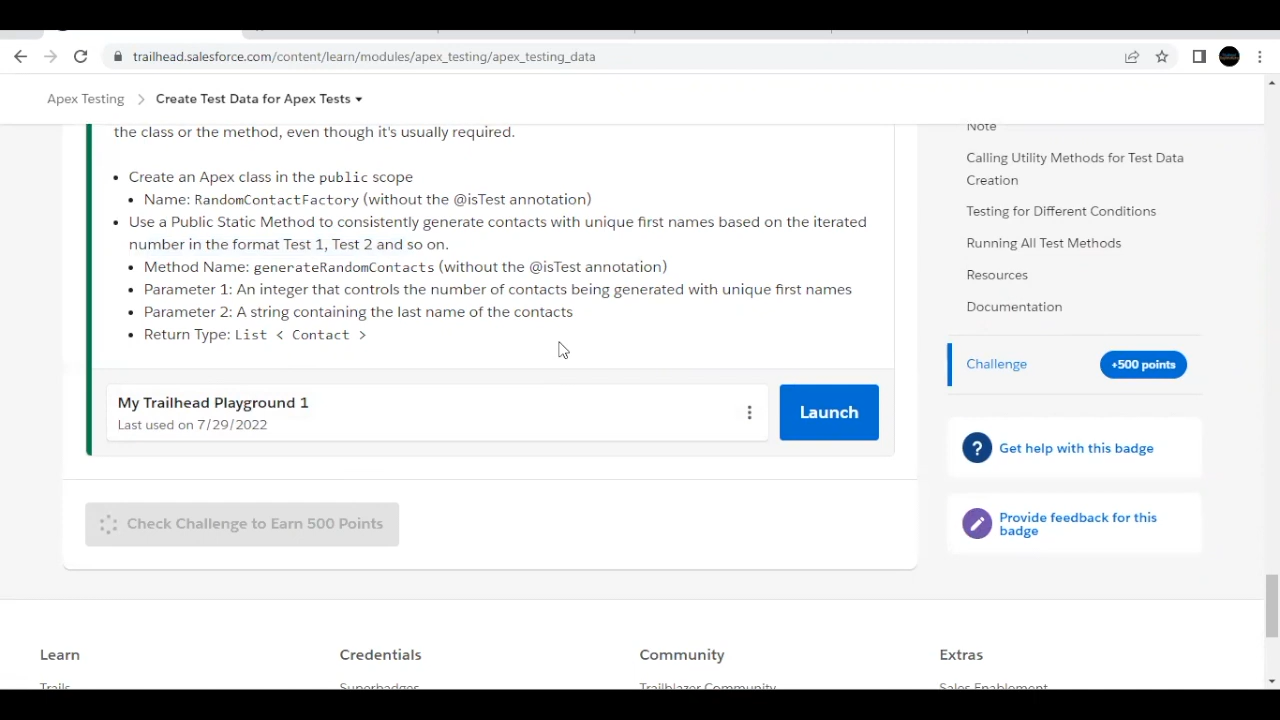 trailhead.salesforce.com/content/learn/modules/apex_testing/apex_testing_data
Apex Testing
Create Test Data for Apex Tests
the class or the method, even though it's usually required.
Create an Apex class in the public scope
Name: RandomContactFactory (without the @isTest annotation)
Use a Public Static Method to consistently generate contacts with unique first names based on the iterated
number in the format Test 1, Test 2 and so on.
Method Name: generateRandomContacts (without the @isTest annotation)
Parameter 1: An integer that controls the number of contacts being generated with unique first names
Parameter 2: A string containing the last name of the contacts
Return Type: List < Contact >
My Trailhead Playground 1
Last used on 7/29/2022
Launch
Check Challenge to Earn 500 Points
Note
Calling Utility Methods for Test Data
Creation
Testing for Different Conditions
Running All Test Methods
Resources
Documentation
Challenge
+500 points
? Get help with this badge
Provide feedback for this
badge
Learn
Credentials
Community
Extras
Trails
Superbadges
Trailblazer Community
Sales Enablement